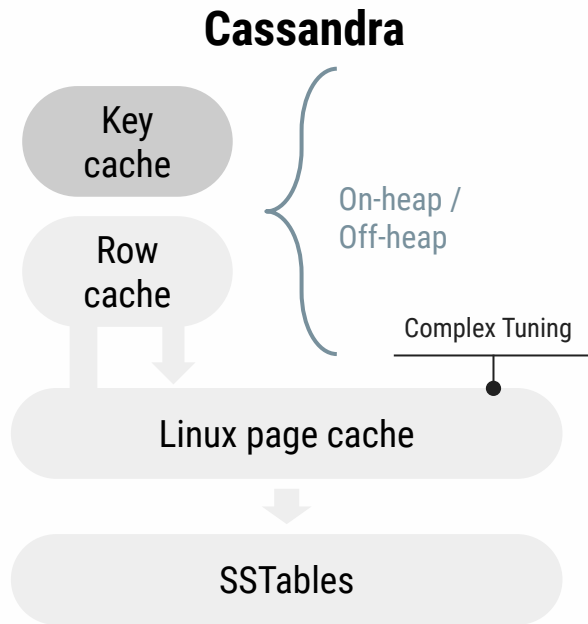 Cassandra
Key
cache
Row
cache
On-heap /
Off-heap
Complex Tuning
Linux page cache
SSTables